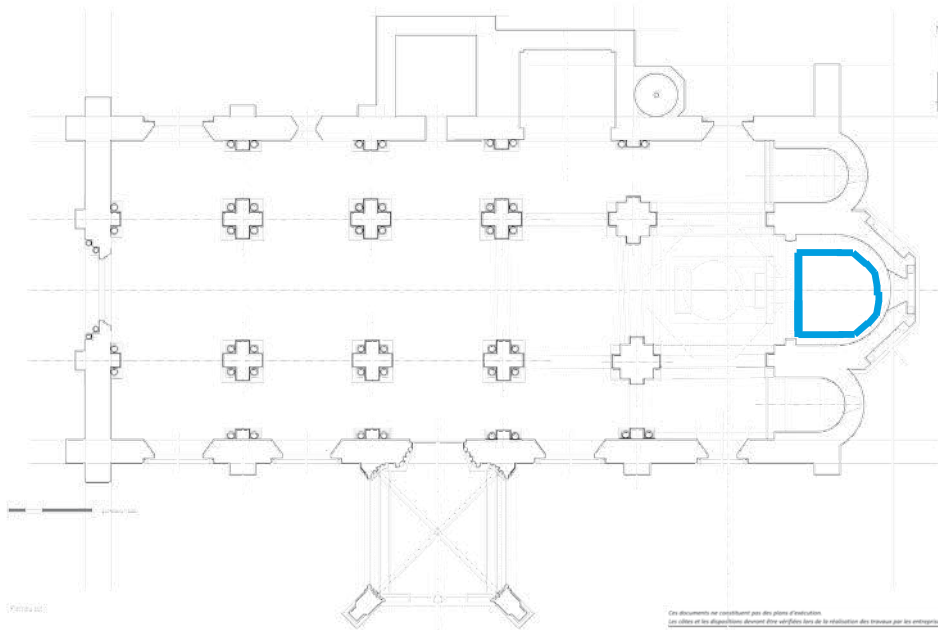 Ces documents ne constituent pas des plans d'exécution.
Les côtes et les dispositions devront être vérifiées lors de la réalisation des travaux par les entreprise